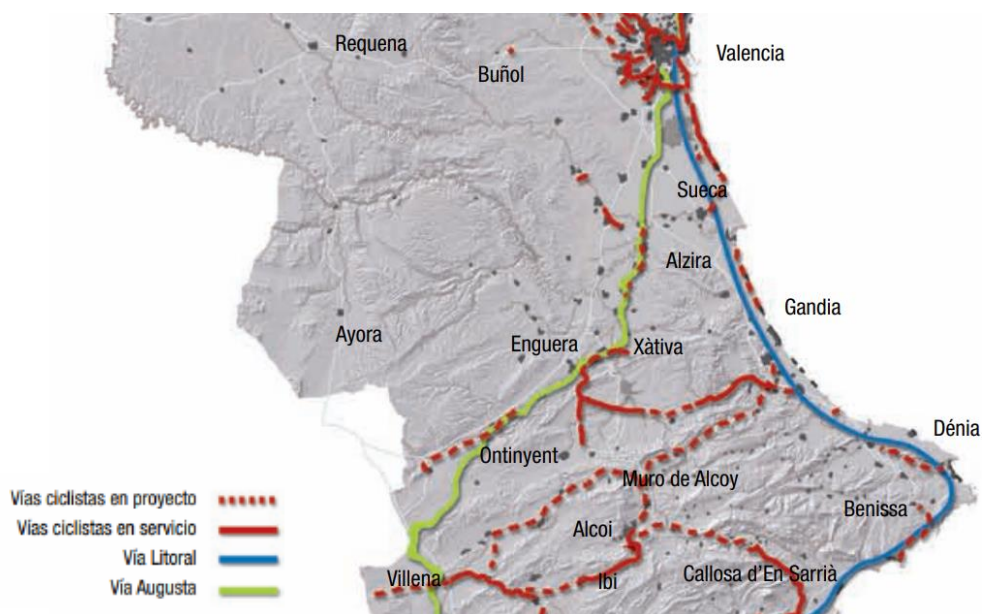 Requena
Valencia
Buñol
Sueca
Alzira
Gandia
Ayora
Enguera
Xàtiva
Dénia
Ontinyent
Muro de Alcoy
Benissa
Alcoi
Villena
Ibi
Callosa d'En Sarrià
Vías ciclistas en proyecto
Vías ciclistas en servicio
Vía Litoral
Vía Augusta